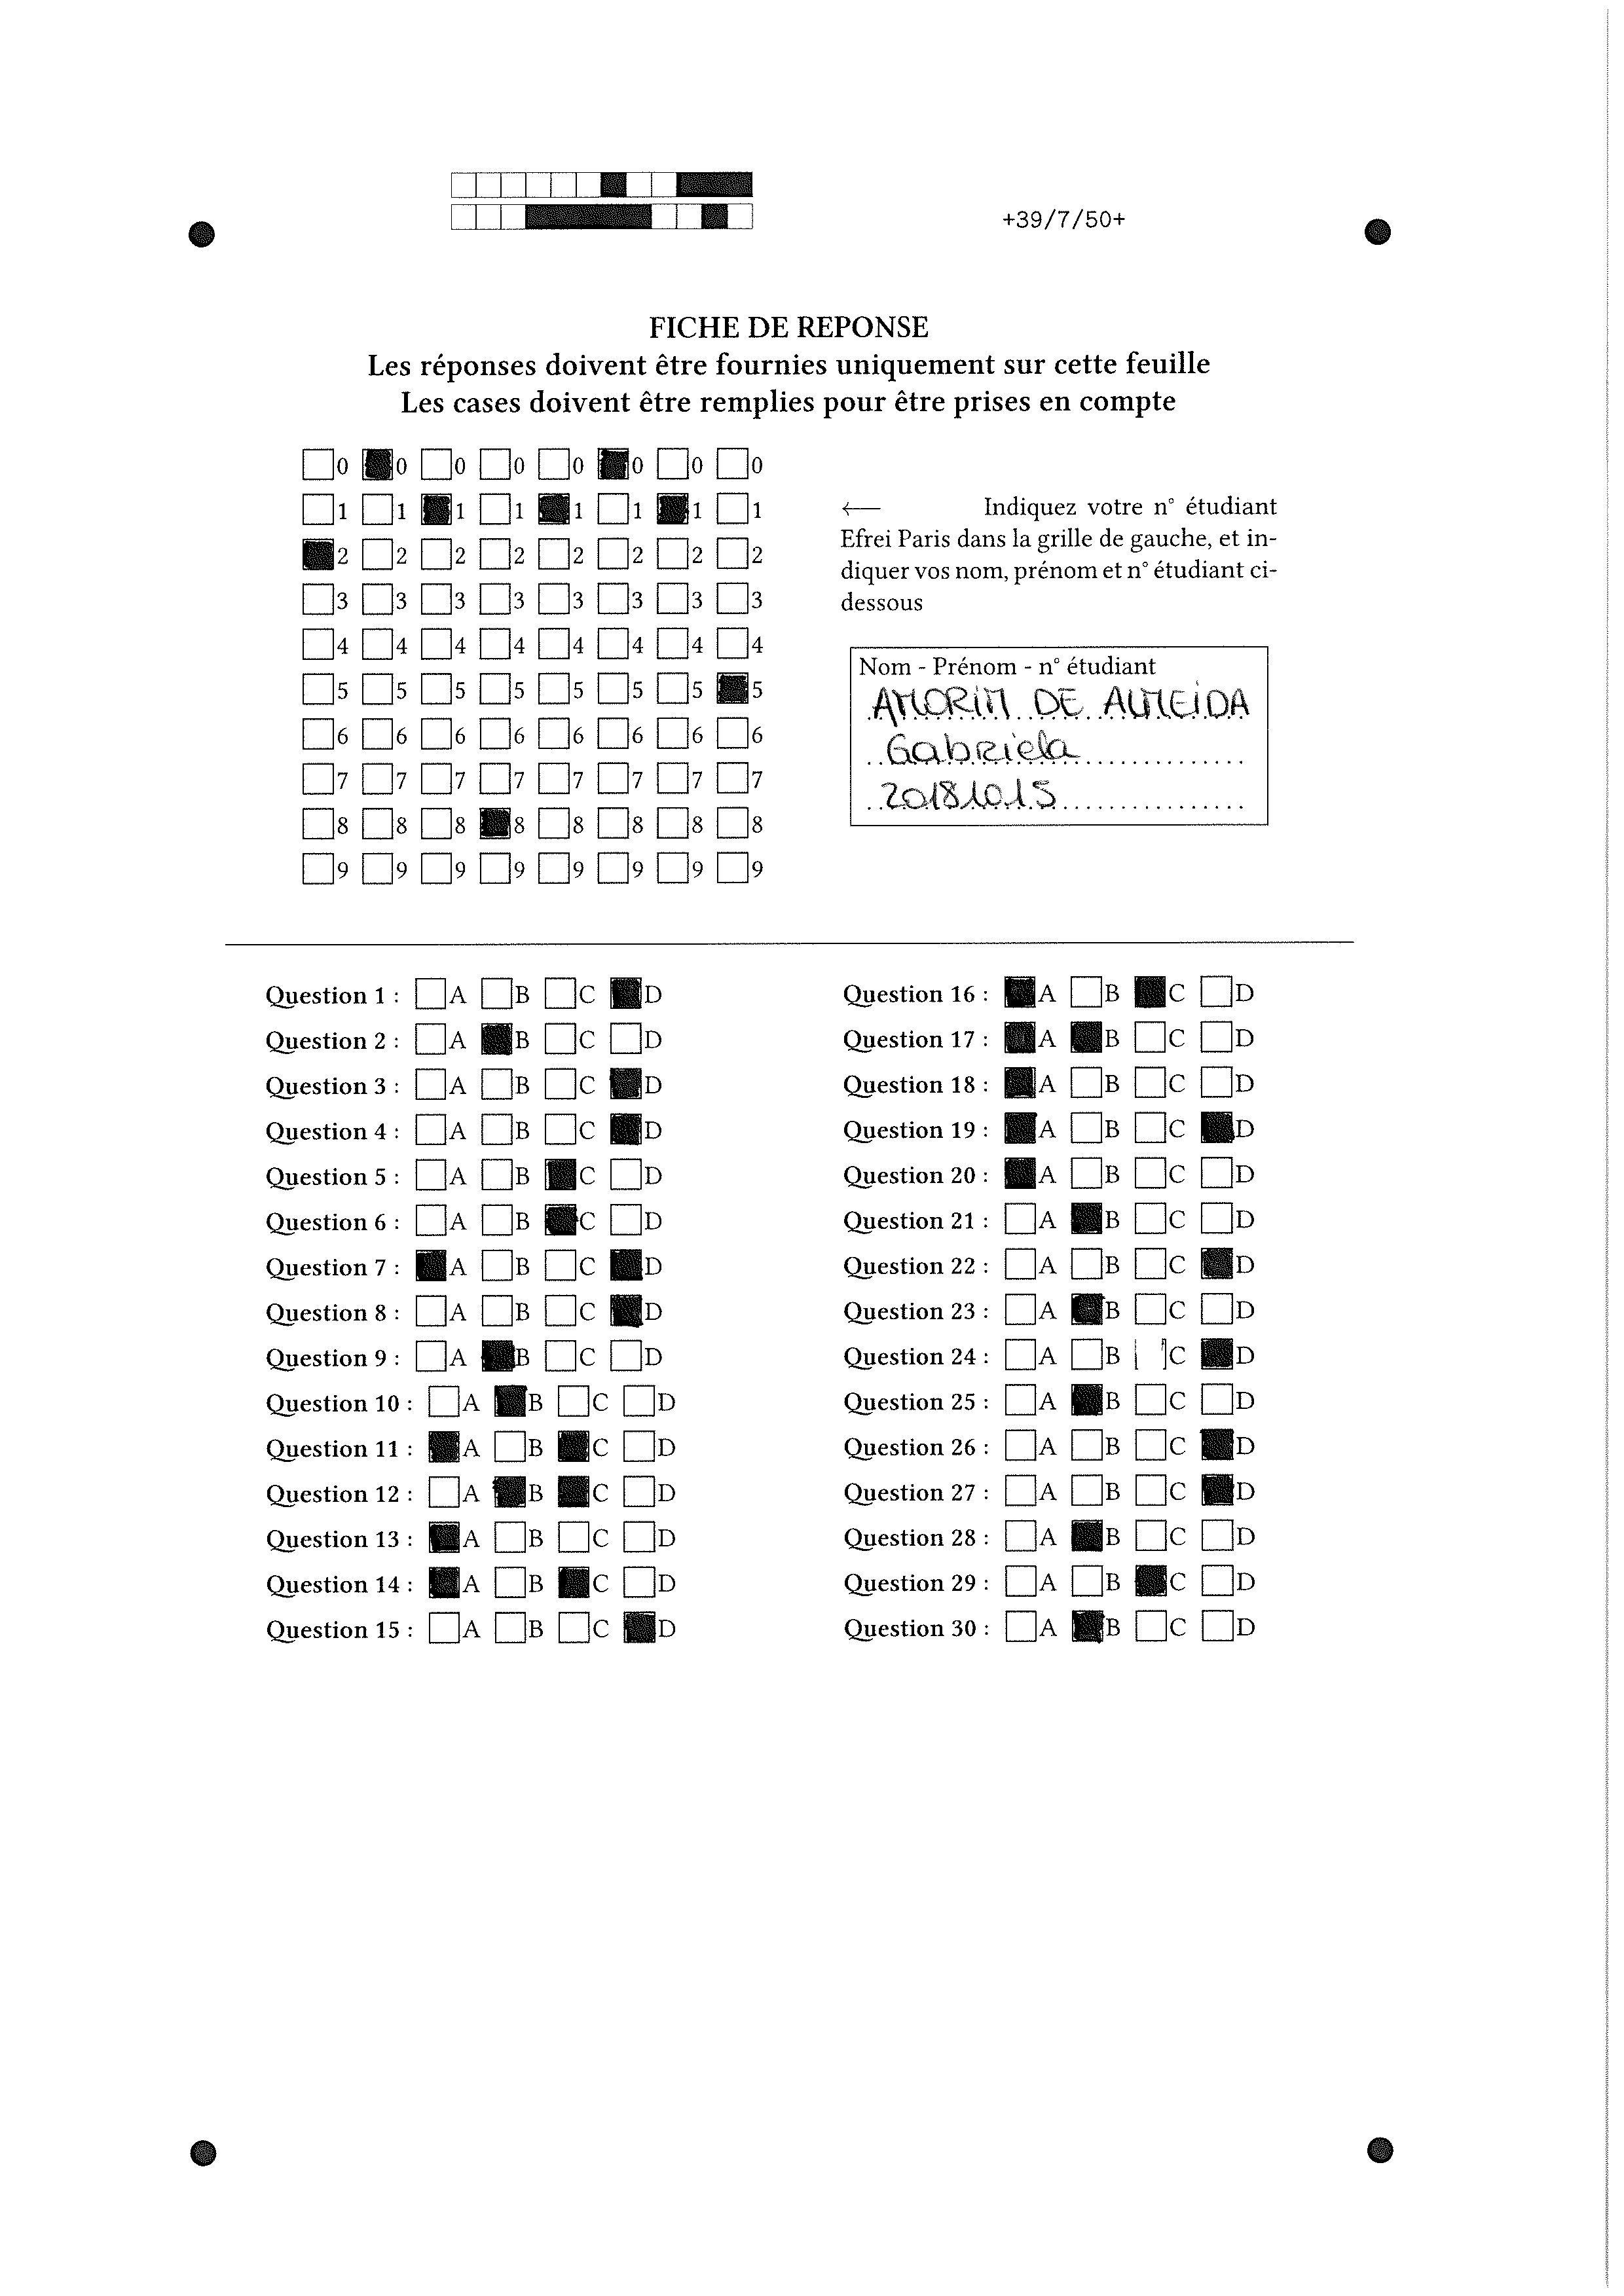 +39/7/50+
FICHE DE REPONSE
Les réponses doivent être fournies uniquement sur cette feuille
Les cases doivent être remplies pour être prises en compte
0 0 0 0 0 0 0 0
1 1 1 1 1 1 1 1
2 2 2 2 2 2 2 2
3 3 3 3 3 3 3 3
4 4 4 4 4 4 4 4
5 5 5 5 5 5 5 5
6 6 6 6 6 6 6 6
7 7 7 7 7 7 7 7
8 8 8 8 8 8 8 8
9 9 9 9 9 9 9 9
← Indiquez votre n° étudiant
Efrei Paris dans la grille de gauche, et in-
diquer vos nom, prénom et n° étudiant ci-
dessous
Nom - Prénom - n° étudiant
AMORIM DE ALMEIDA
Gabriela
20181015
Question 1 : A B C D
Question 2 : A B C D
Question 3 : A B C D
Question 4 : A B C D
Question 5 : A B C D
Question 6 : A B C D
Question 7 : A B C D
Question 8 : A B C D
Question 9 : A B C D
Question 10 : A B C D
Question 11 : A B C D
Question 12 : A B C D
Question 13 : A B C D
Question 14 : A B C D
Question 15 : A B C D
Question 16 : A B C D
Question 17 : A B C D
Question 18 : A B C D
Question 19 : A B C D
Question 20 : A B C D
Question 21 : A B C D
Question 22 : A B C D
Question 23 : A B C D
Question 24 : A B C D
Question 25 : A B C D
Question 26 : A B C D
Question 27 : A B C D
Question 28 : A B C D
Question 29 : A B C D
Question 30 : A B C D